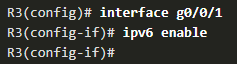 R3(config)# interface g0/0/1
R3(config-if)# ipv6 enable
R3(config-if)#